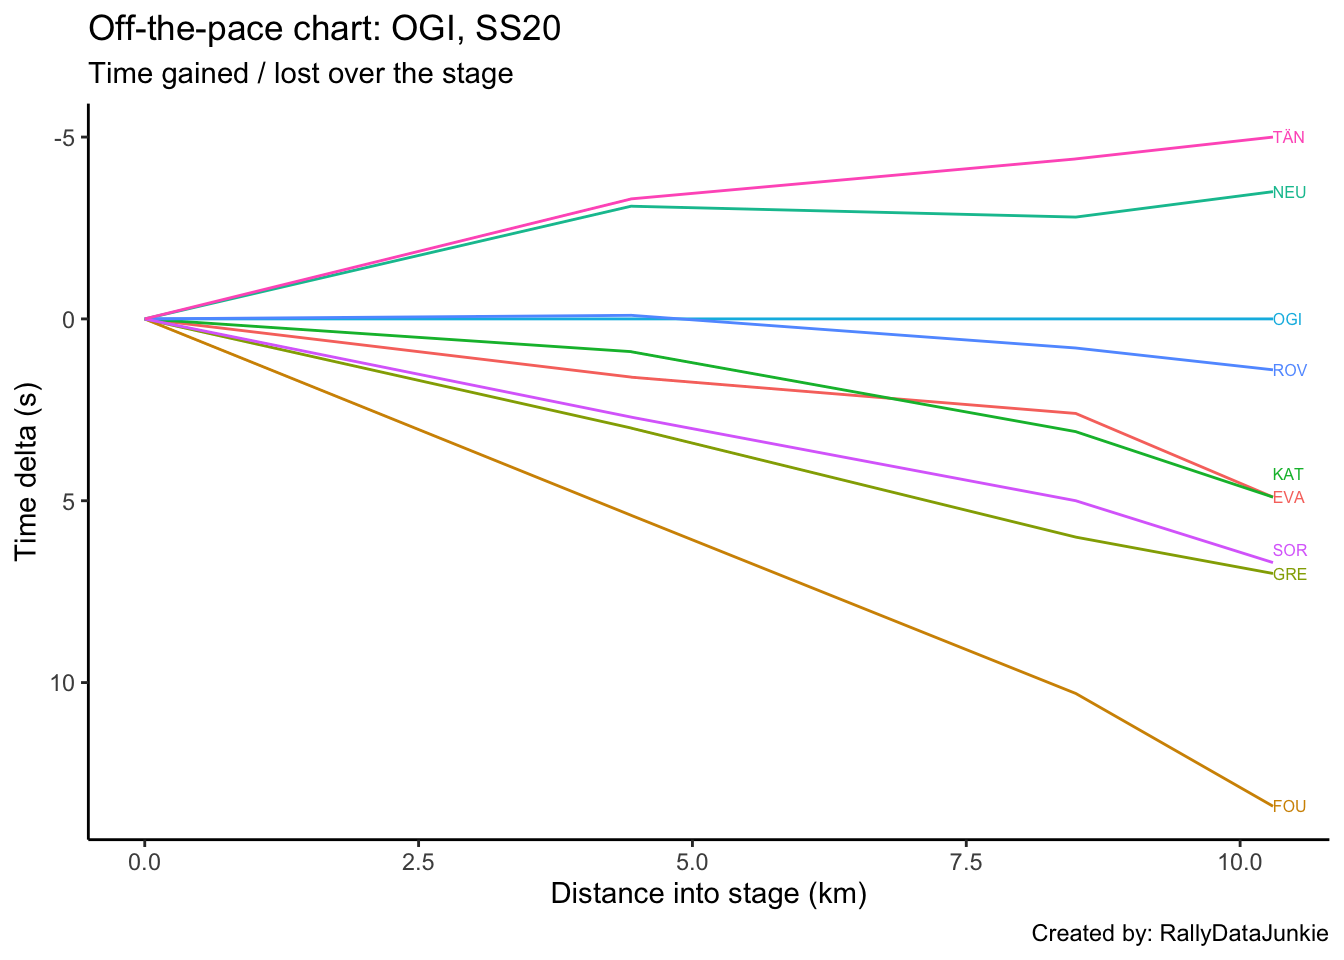 Off-the-pace chart: OGI, SS20
Time gained / lost over the stage
Time delta (s)
-5
0
5
10
TÄN
NEU
OGI
ROV
KAT
EVA
SOR
GRE
FOU
0.0 2.5 5.0 7.5 10.0
Distance into stage (km)
Created by: RallyDataJunkie